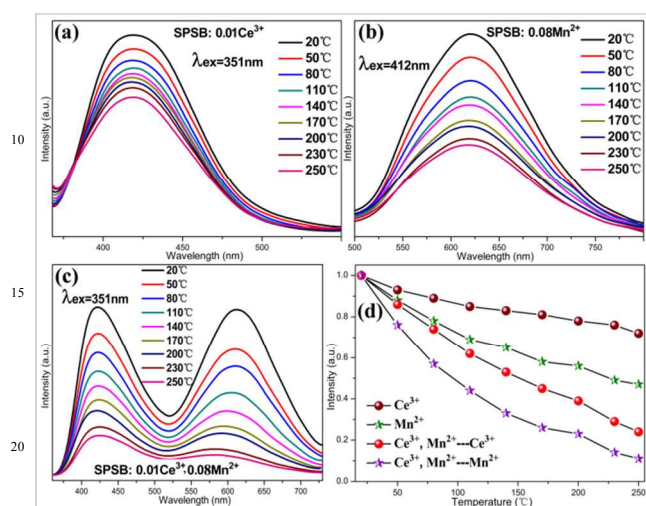 10
15
20
(a)
SPSB: 0.01Ce³⁺
λex=351nm
20℃
50℃
80℃
110℃
140℃
170℃
200℃
230℃
250℃
Intensity (a.u.)
400 450 500
Wavelength (nm)
(b)
SPSB: 0.08Mn²⁺
λex=412nm
20℃
50℃
80℃
110℃
140℃
170℃
200℃
230℃
250℃
Intensity (a.u.)
500 550 600 650 700 750 800
Wavelength (nm)
(c)
λex=351nm
20℃
50℃
80℃
110℃
140℃
170℃
200℃
250℃
SPSB: 0.01Ce³⁺,0.08Mn²⁺
Intensity (a.u.)
400 450 500 550 600 650 700
Wavelength (nm)
(d)
1.0
0.8
0.6
0.4
0.2
0.0
Intensity (a.u.)
Ce³⁺
Mn²⁺
Ce³⁺, Mn²⁺---Ce³⁺
Ce³⁺, Mn²⁺---Mn²⁺
50 100 150 200 250
Temperature (℃)